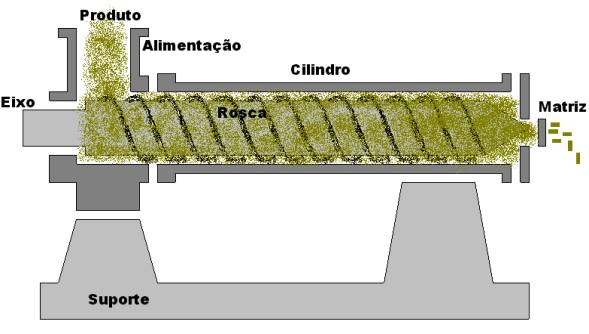 Produto
Alimentação
Cilindro
Eixo
Matriz
Rosca
Suporte